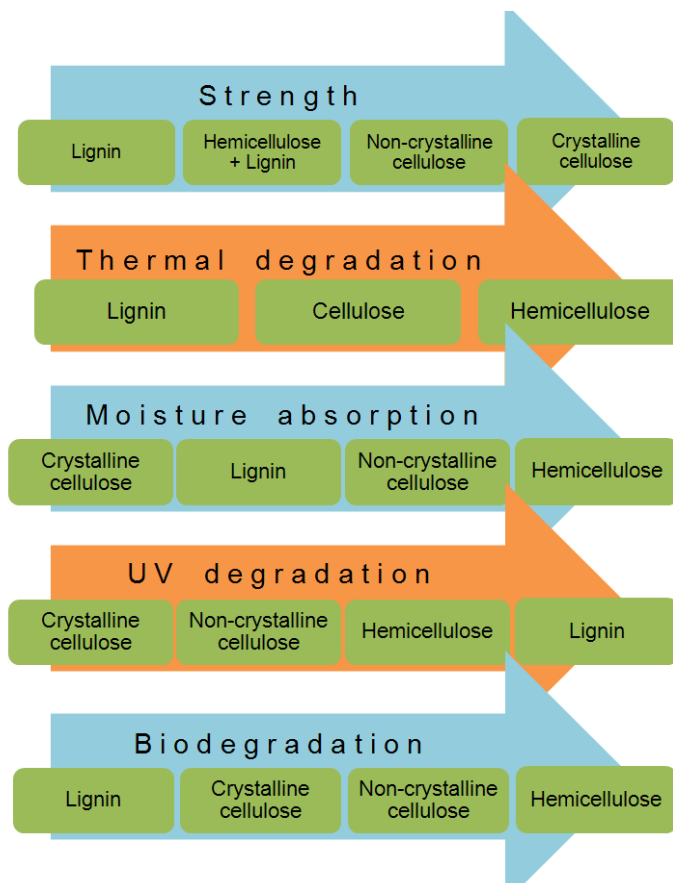 Strength
Lignin
Hemicellulose
+ Lignin
Non-crystalline
cellulose
Crystalline
cellulose
Thermal degradation
Lignin
Cellulose
Hemicellulose
Moisture absorption
Crystalline
cellulose
Lignin
Non-crystalline
cellulose
Hemicellulose
UV degradation
Crystalline
cellulose
Non-crystalline
cellulose
Hemicellulose
Lignin
Biodegradation
Lignin
Crystalline
cellulose
Non-crystalline
cellulose
Hemicellulose